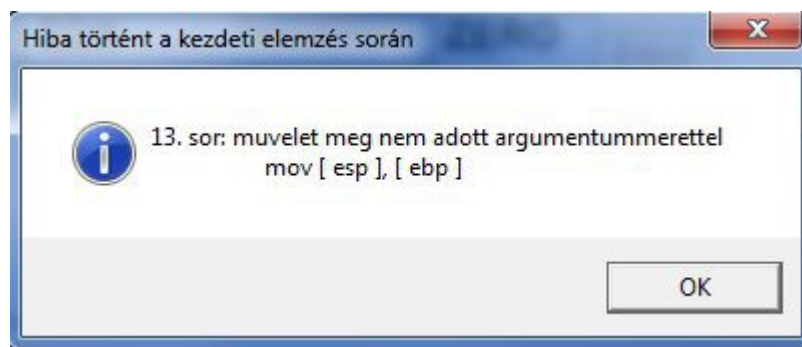 Hiba történt a kezdeti elemzés során
13. sor: muvelet meg nem adott argumentummerettel
mov [ esp ], [ ebp ]
OK